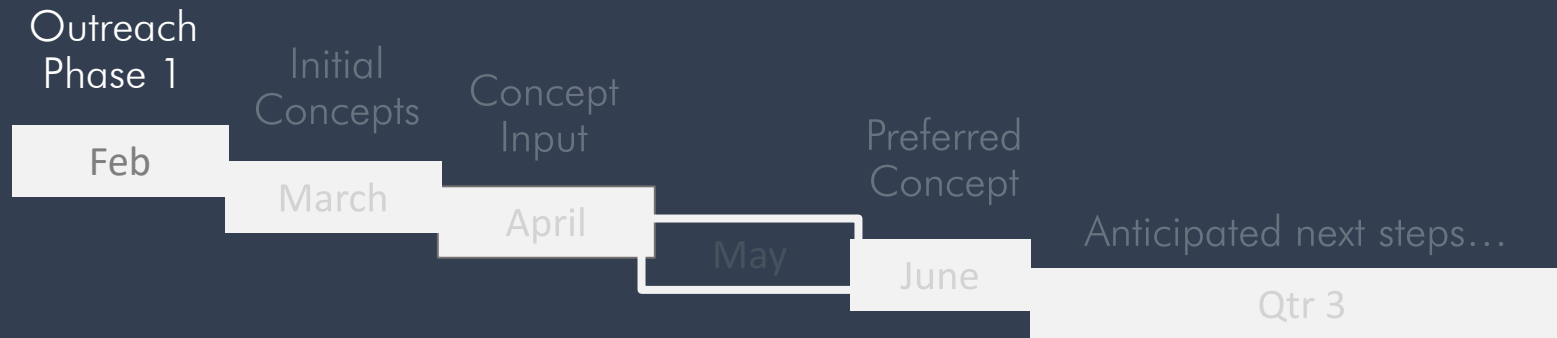 Outreach
Phase 1
Feb
Initial
Concepts
March
Concept
Input
April
May
Preferred
Concept
June
Anticipated next steps...
Qtr 3